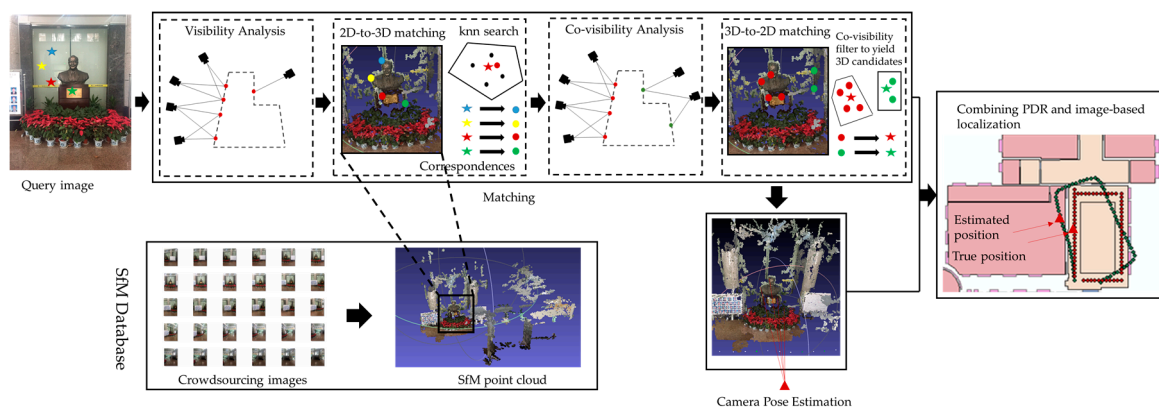 Visibility Analysis
2D-to-3D matching
knn search
Correspondences
Co-visibility Analysis
3D-to-2D matching
Co-visibility
filter to yield
3D candidates
Matching
Query image
Combining PDR and image-based
localization
Estimated
position
True position
SfM Database
Crowdsourcing images
SfM point cloud
Camera Pose Estimation